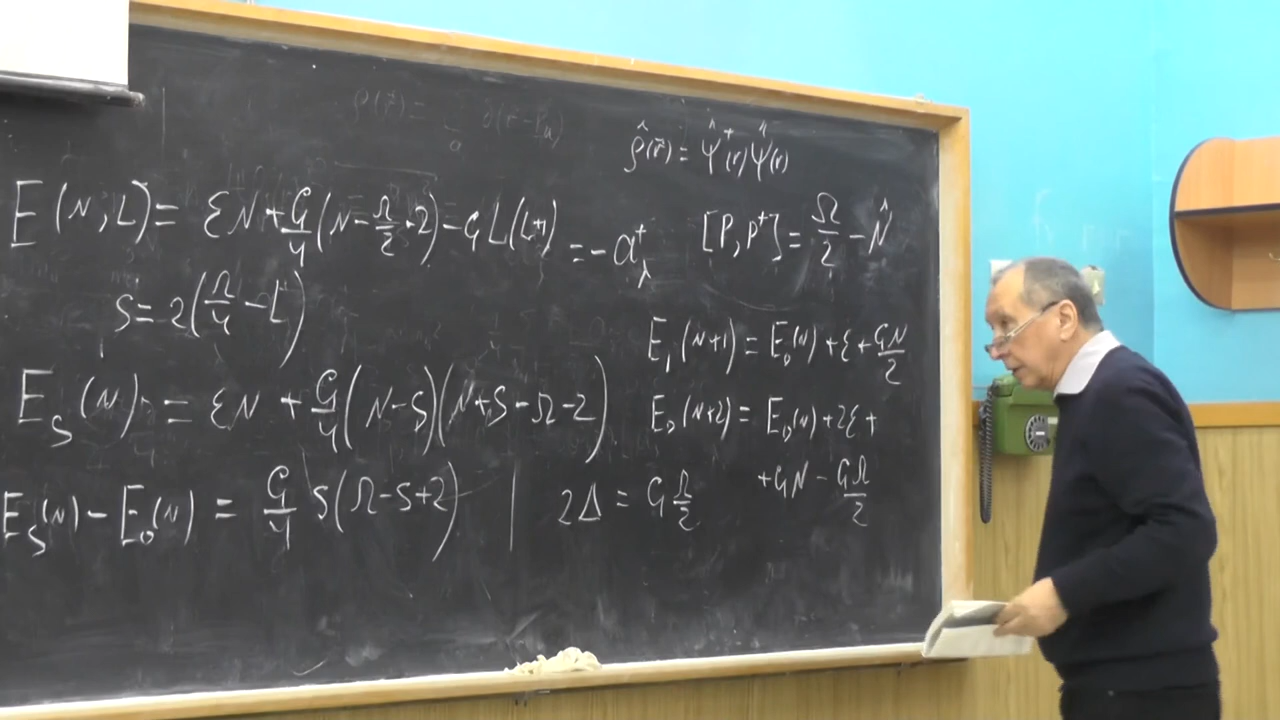 ρ̂(r⃗) = ψ̂⁺(r)ψ̂(r)
E(N,L) = εN + G/4(N - Ω/2 - 2) - GL(L+1)
= -a⁺_λ
[P, P⁺] = Ω/2 - N̂
S = 2(Ω/4 - L)
E₁(N+1) = E₀(N) + ε + GN/2
E_S(N) = εN + G/4(N-S)(N+S-Ω-2)
E₀(N+2) = E₀(N) + 2ε +
+ GN - GΩ/2
E_S(N) - E₀(N) = G/4 S(Ω-S+2)
2Δ = G Ω/2